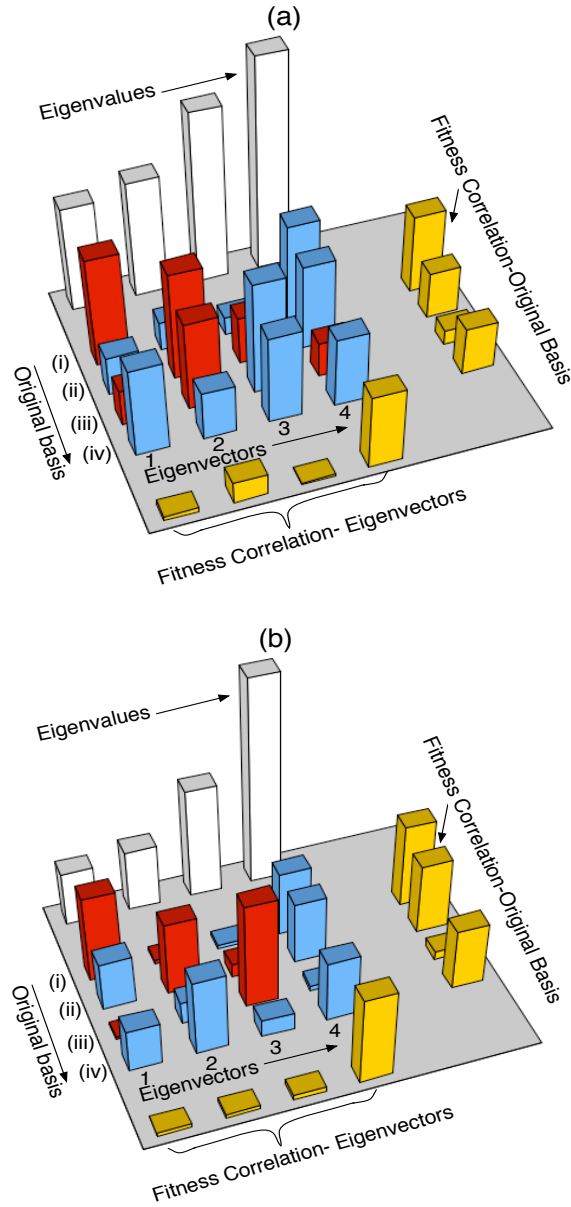 (a)
Eigenvalues
Fitness Correlation-Original Basis
(i)
(ii)
(iii)
(iv)
Original basis
1
2
3
4
Eigenvectors
Fitness Correlation- Eigenvectors
(b)
Eigenvalues
Fitness Correlation-Original Basis
(i)
(ii)
(iii)
(iv)
Original basis
1
2
3
4
Eigenvectors
Fitness Correlation- Eigenvectors